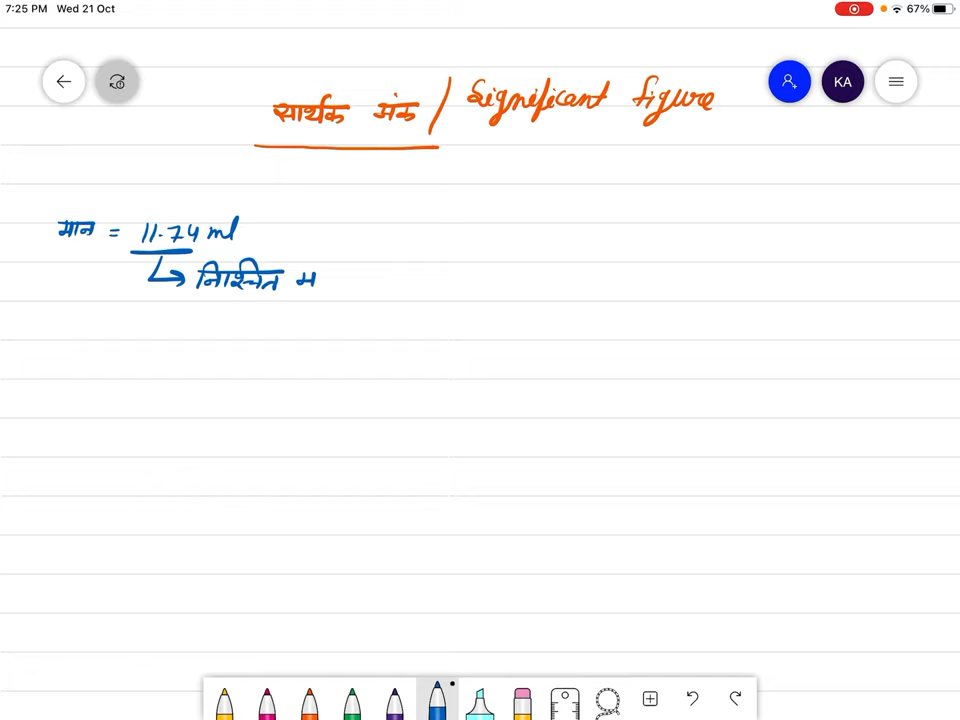 7:25 PM Wed 21 Oct
67%
KA
सार्थक अंक / Significant figure
मान = 11.74 ml
निश्चित म